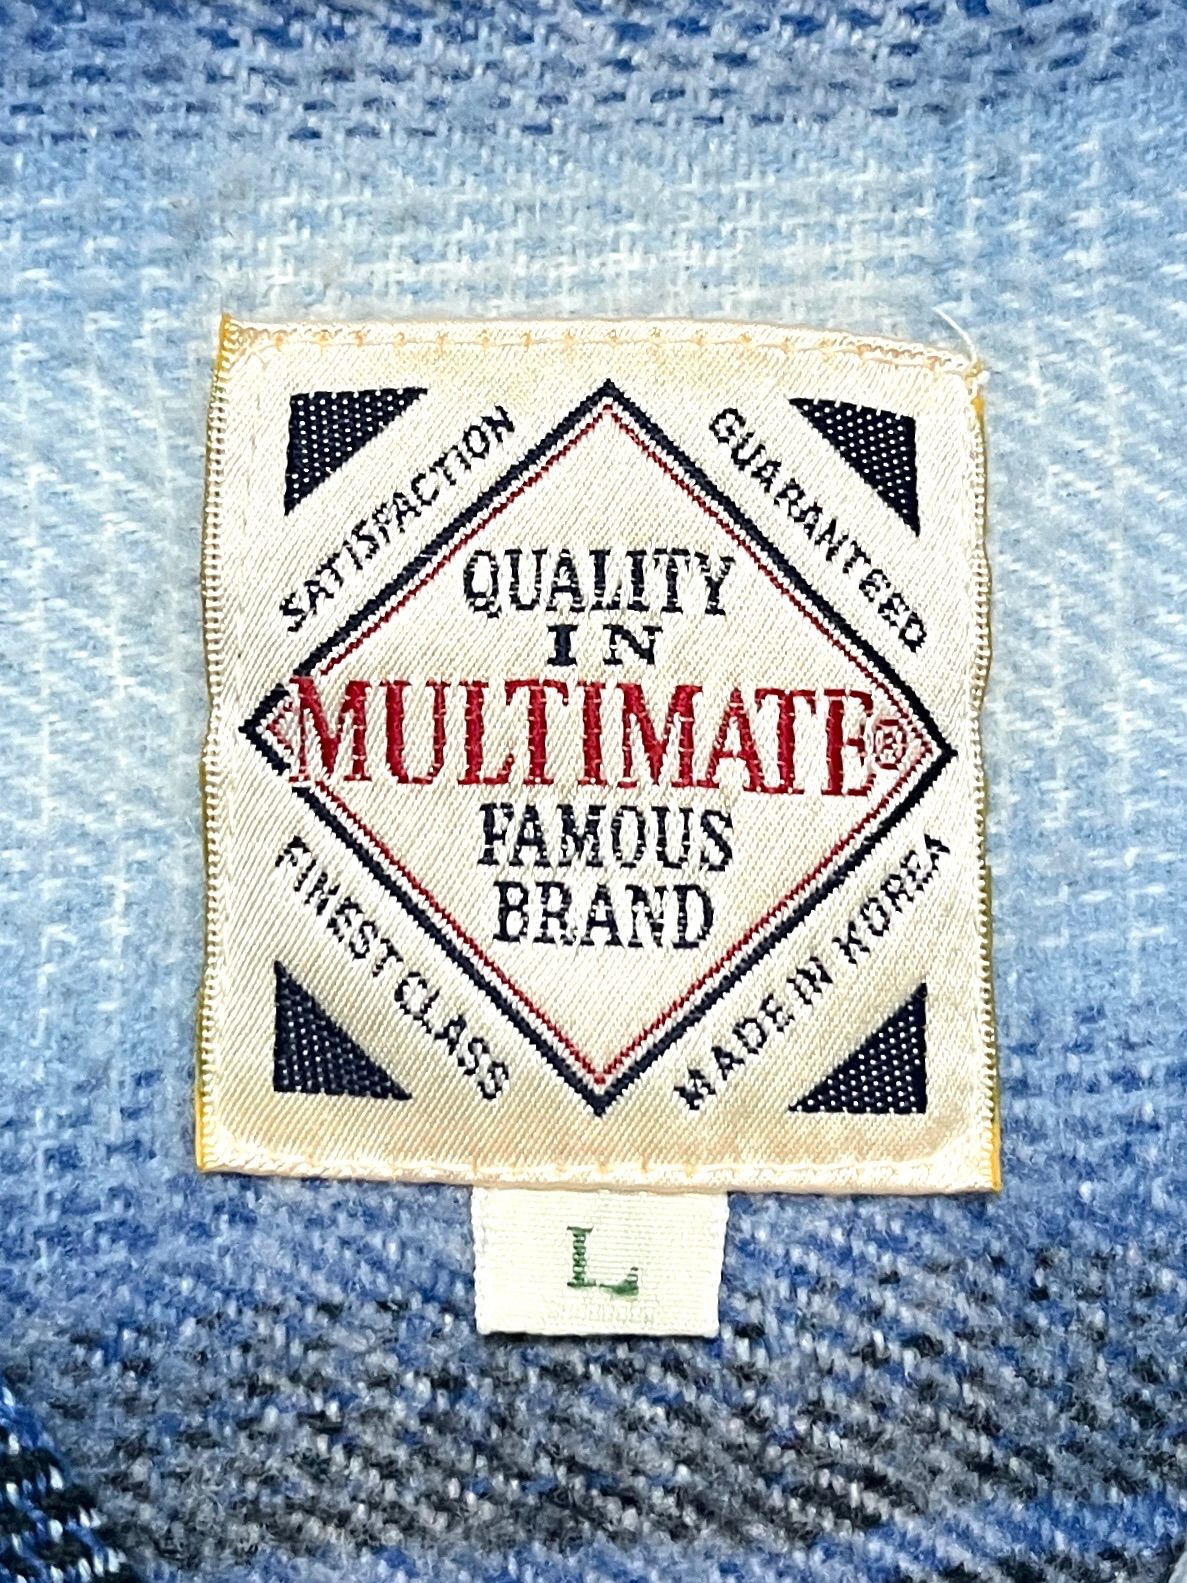 SATISFACTION
GUARANTEED
QUALITY
IN
MULTIMATE®
FAMOUS
BRAND
FINEST CLASS
MADE IN KOREA
L